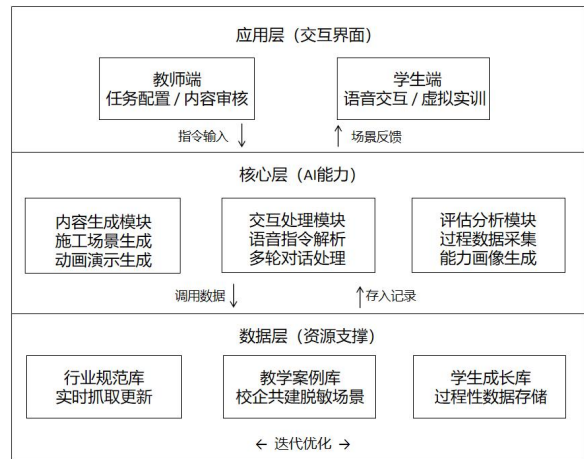 应用层（交互界面）
教师端
任务配置 / 内容审核
学生端
语音交互 / 虚拟实训
指令输入 ↓
↑ 场景反馈
核心层（AI能力）
内容生成模块
施工场景生成
动画演示生成
交互处理模块
语音指令解析
多轮对话处理
评估分析模块
过程数据采集
能力画像生成
调用数据 ↓
↑ 存入记录
数据层（资源支撑）
行业规范库
实时抓取更新
教学案例库
校企共建脱敏场景
学生成长库
过程性数据存储
← 迭代优化 →